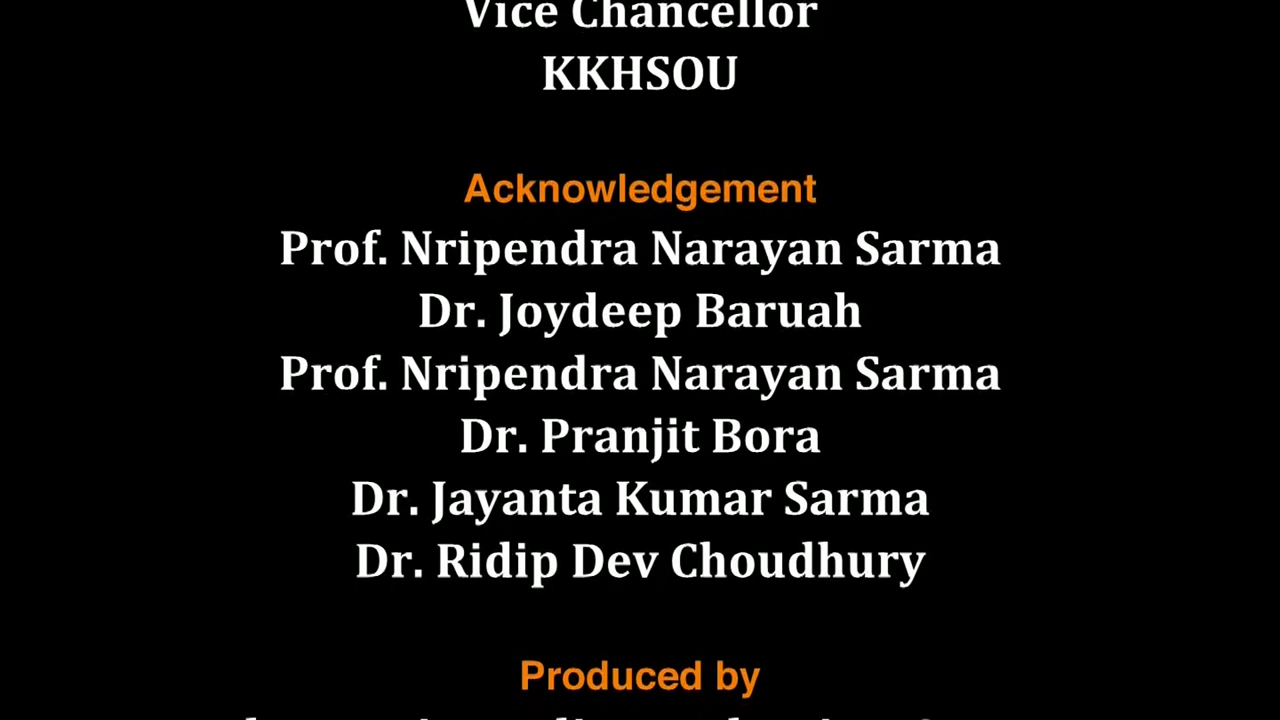 Vice Chancellor
KKHSOU
Acknowledgement
Prof. Nripendra Narayan Sarma
Dr. Joydeep Baruah
Prof. Nripendra Narayan Sarma
Dr. Pranjit Bora
Dr. Jayanta Kumar Sarma
Dr. Ridip Dev Choudhury
Produced by